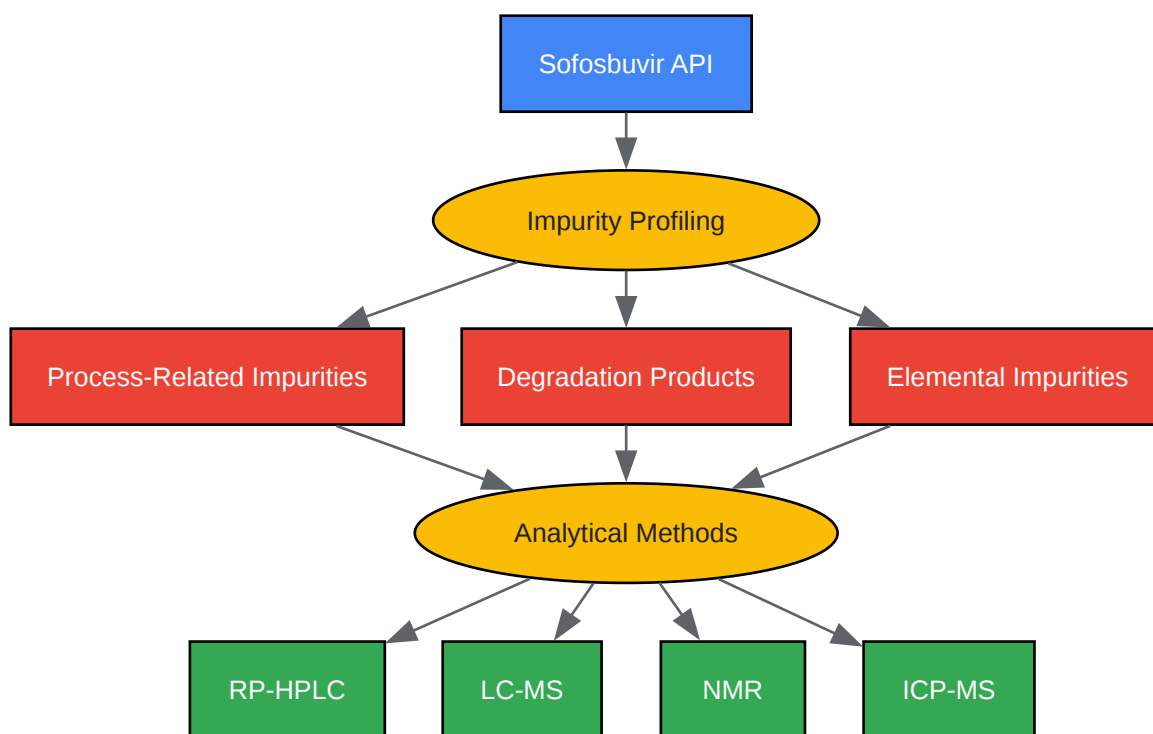 Sofosbuvir API
Impurity Profiling
Process-Related Impurities
Degradation Products
Elemental Impurities
Analytical Methods
RP-HPLC
LC-MS
NMR
ICP-MS